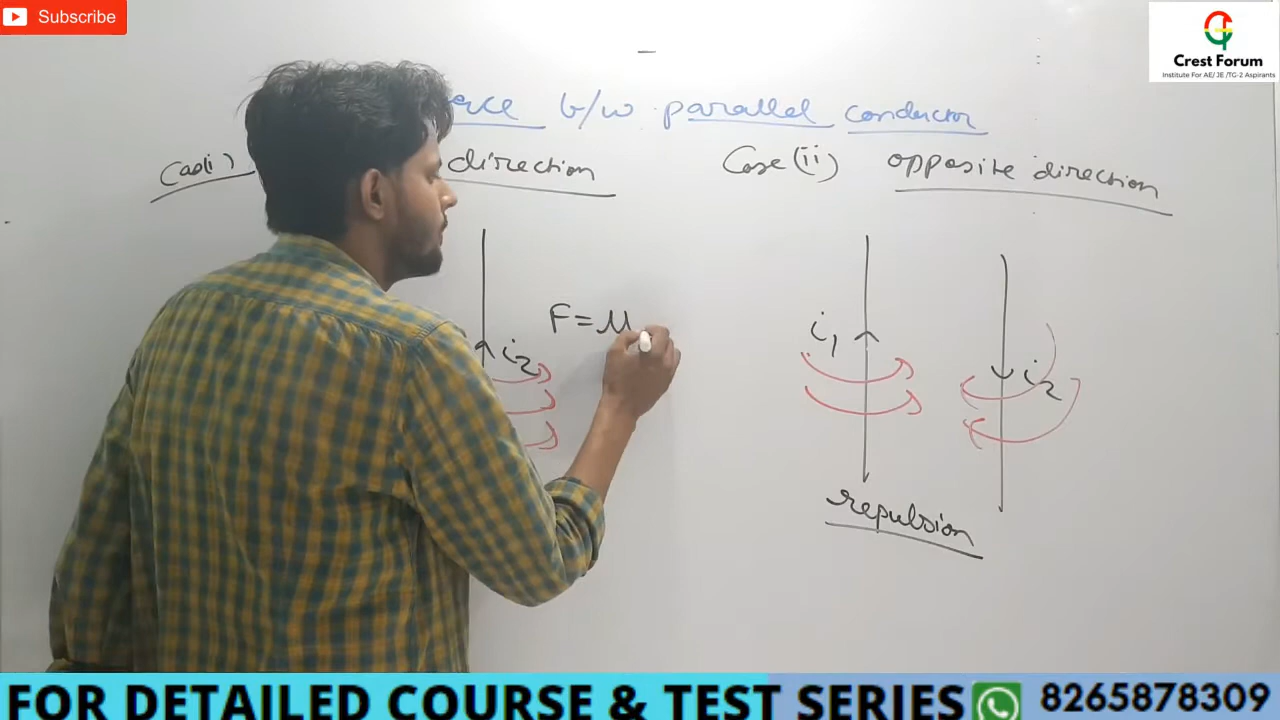 Subscribe
Crest Forum
Institute For AE/ JE /TG-2 Aspirants
b/w parallel conductor
Case(i) direction
Case (ii) opposite direction
F = μ
i1
i2
i2
repulsion
FOR DETAILED COURSE & TEST SERIES 8265878309